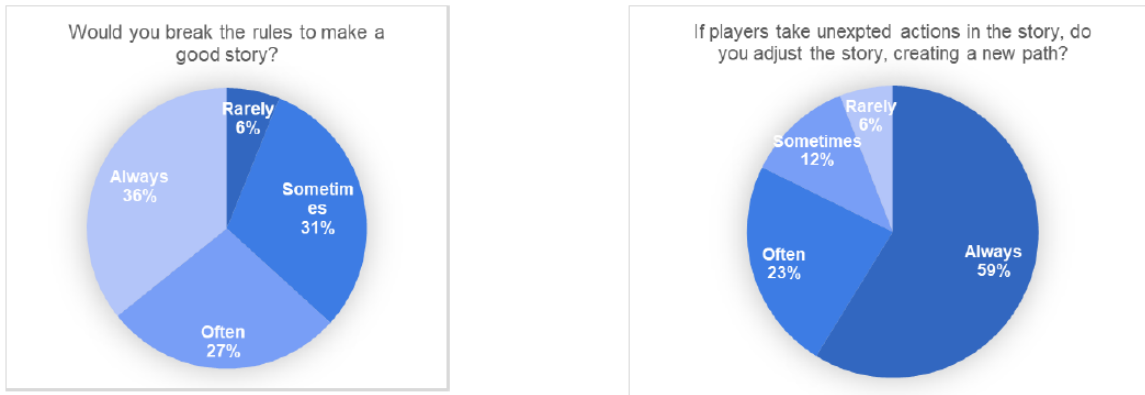 Would you break the rules to make a
good story?
Rarely
6%
Sometim
es
31%
Often
27%
Always
36%
If players take unexpted actions in the story, do
you adjust the story, creating a new path?
Rarely
6%
Sometimes
12%
Often
23%
Always
59%